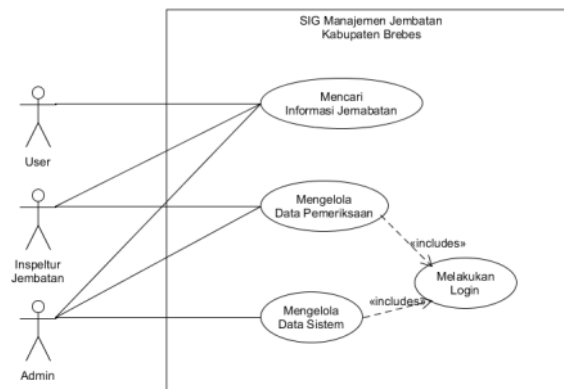 SIG Manajemen Jembatan
Kabupaten Brebes
Mencari
Informasi Jemabatan
User
Mengelola
Data Pemeriksaan
Inspeltur
Jembatan
«includes»
Melakukan
Login
«includes»
Mengelola
Data Sistem
Admin